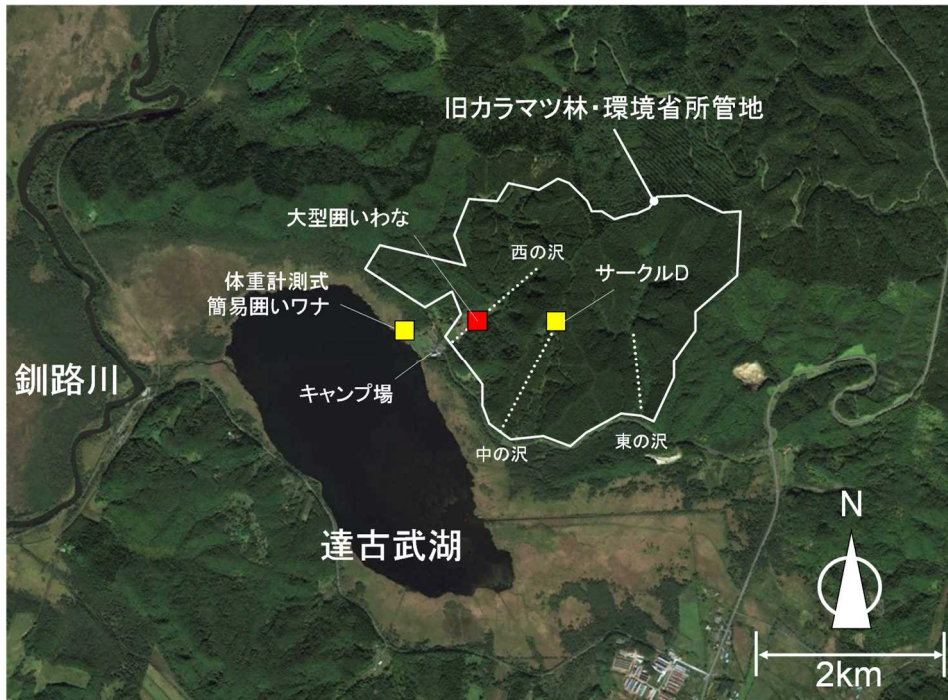 旧カラマツ林・環境省所管地
大型囲いわな
西の沢
サークルD
体重計測式
簡易囲いワナ
釧路川
キャンプ場
中の沢
東の沢
達古武湖
N
2km